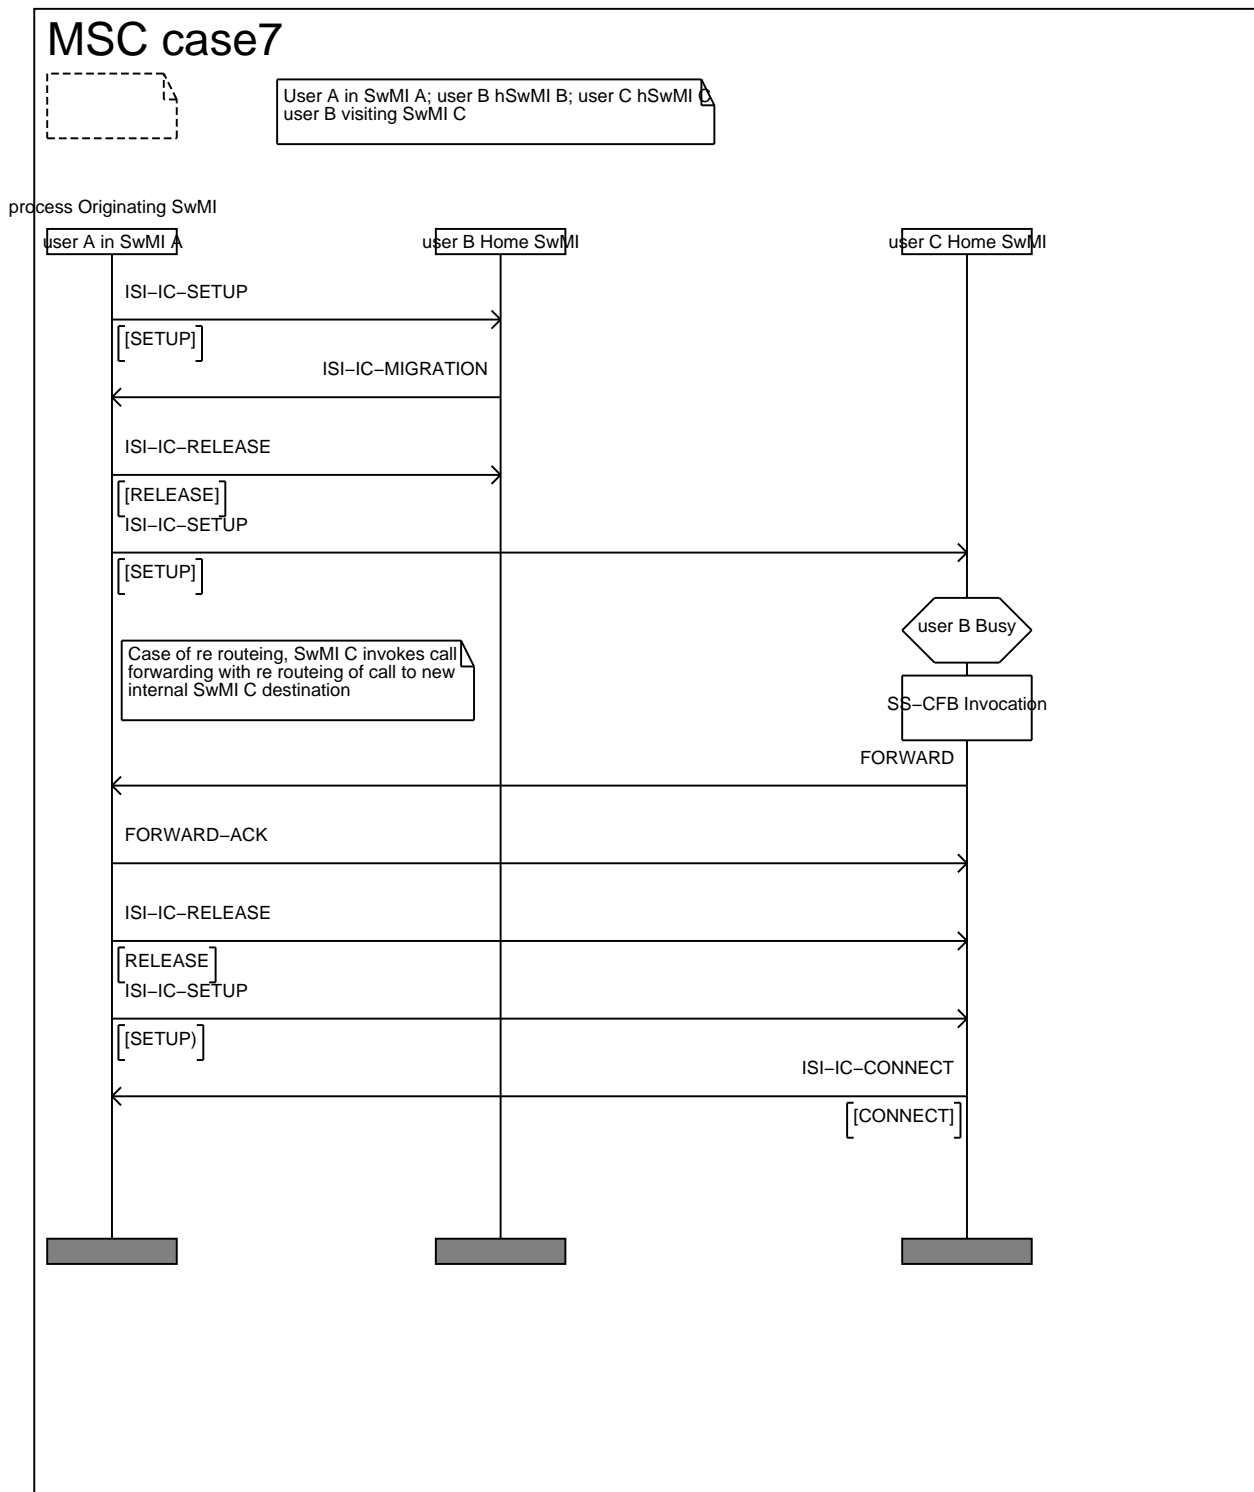 MSC case7
User A in SwMI A; user B hSwMI B; user C hSwMI C
user B visiting SwMI C
process Originating SwMI
user A in SwMI A
user B Home SwMI
user C Home SwMI
ISI−IC−SETUP
[SETUP]
ISI−IC−MIGRATION
ISI−IC−RELEASE
[RELEASE]
ISI−IC−SETUP
[SETUP]
user B Busy
Case of re routeing, SwMI C invokes call
forwarding with re routeing of call to new
internal SwMI C destination
SS−CFB Invocation
FORWARD
FORWARD−ACK
ISI−IC−RELEASE
RELEASE
ISI−IC−SETUP
[SETUP)
ISI−IC−CONNECT
[CONNECT]